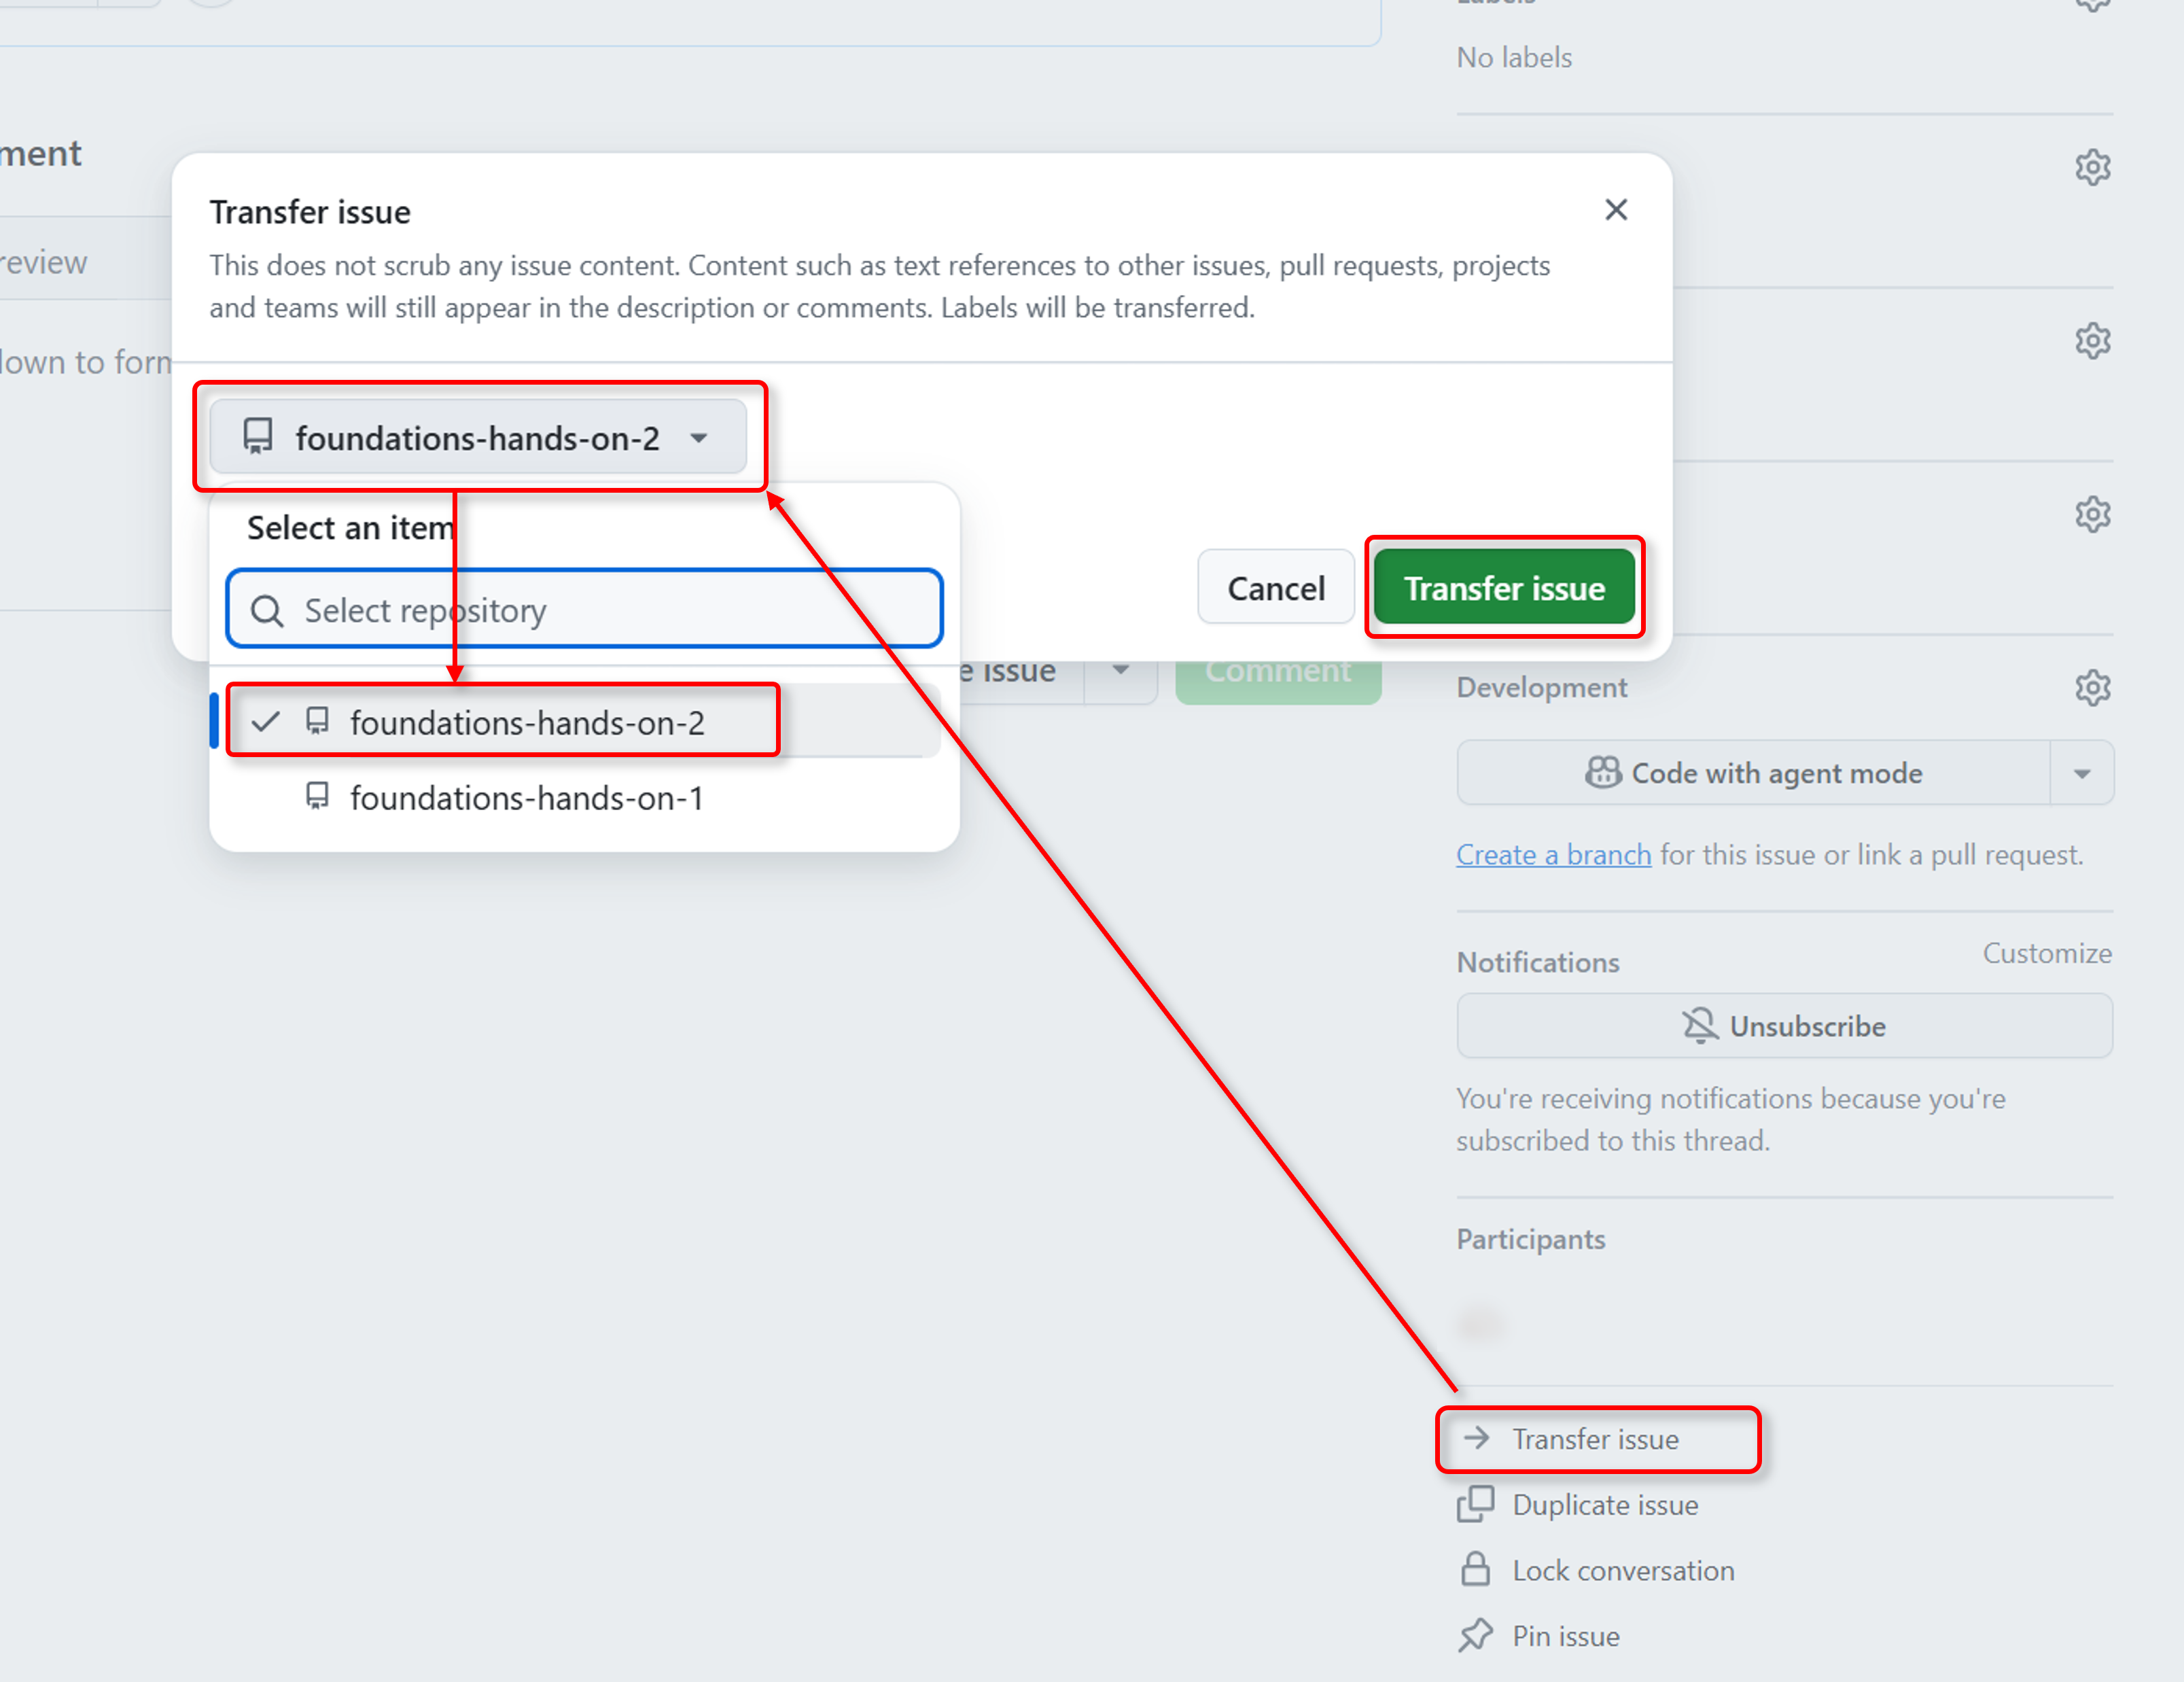 No labels
ment
Transfer issue
This does not scrub any issue content. Content such as text references to other issues, pull requests, projects
and teams will still appear in the description or comments. Labels will be transferred.
review
down to form
foundations-hands-on-2
Select an item
Select repository
foundations-hands-on-2
foundations-hands-on-1
Cancel
Transfer issue
e issue
Comment
Development
Code with agent mode
Create a branch for this issue or link a pull request.
Notifications
Customize
Unsubscribe
You're receiving notifications because you're
subscribed to this thread.
Participants
Transfer issue
Duplicate issue
Lock conversation
Pin issue